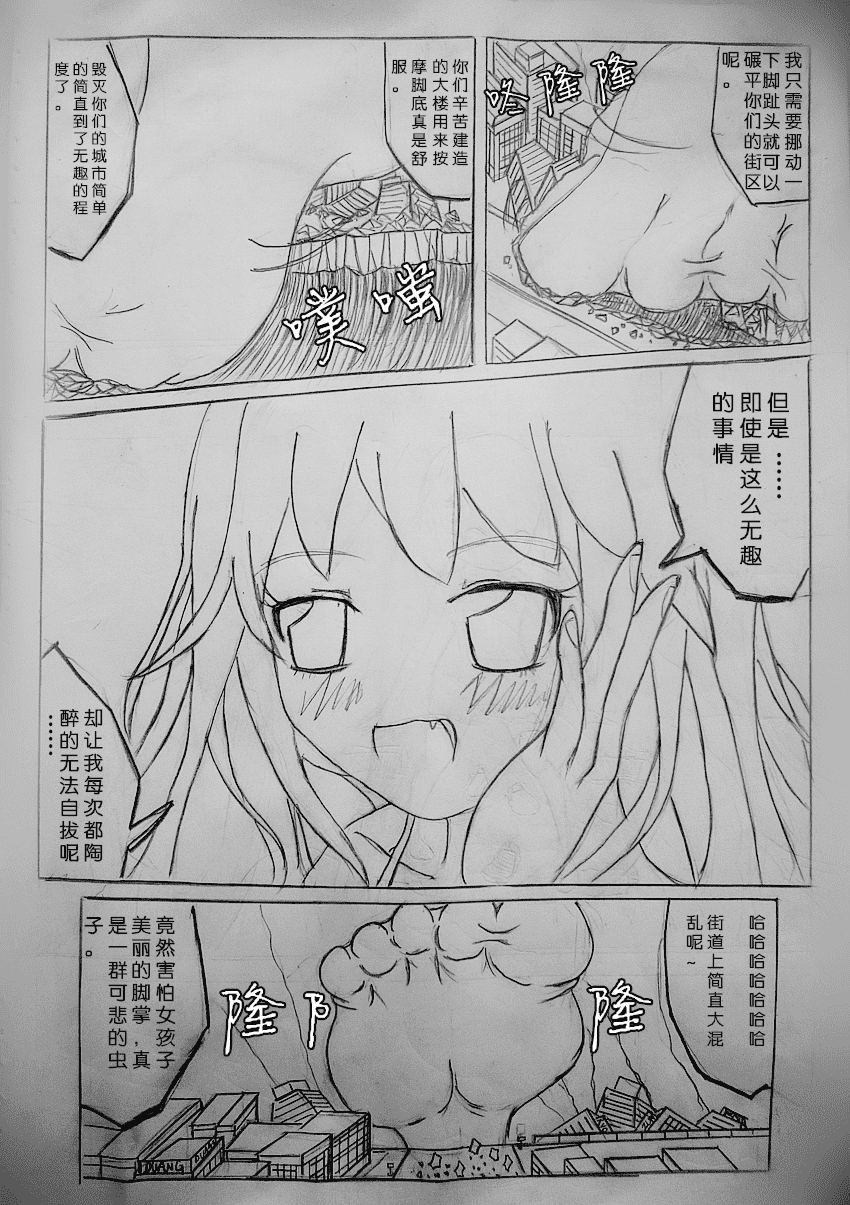 我只需要挪动一
下脚趾头就可以
碾平你们的街区
呢。
咚隆隆
你们辛苦建造
的大楼用来按
摩脚底真是舒
服。
毁灭你们的城市简单
的简直到了无趣的程
度了。
噗嗤
但是……
即使是这么无趣
的事情
却让我每次都陶
醉的无法自拔呢
……
哈哈哈哈哈哈哈
街道上简直大混
乱呢~
隆
隆
竟然害怕女孩子
美丽的脚掌,真
是一群可悲的虫
子。
DUANG